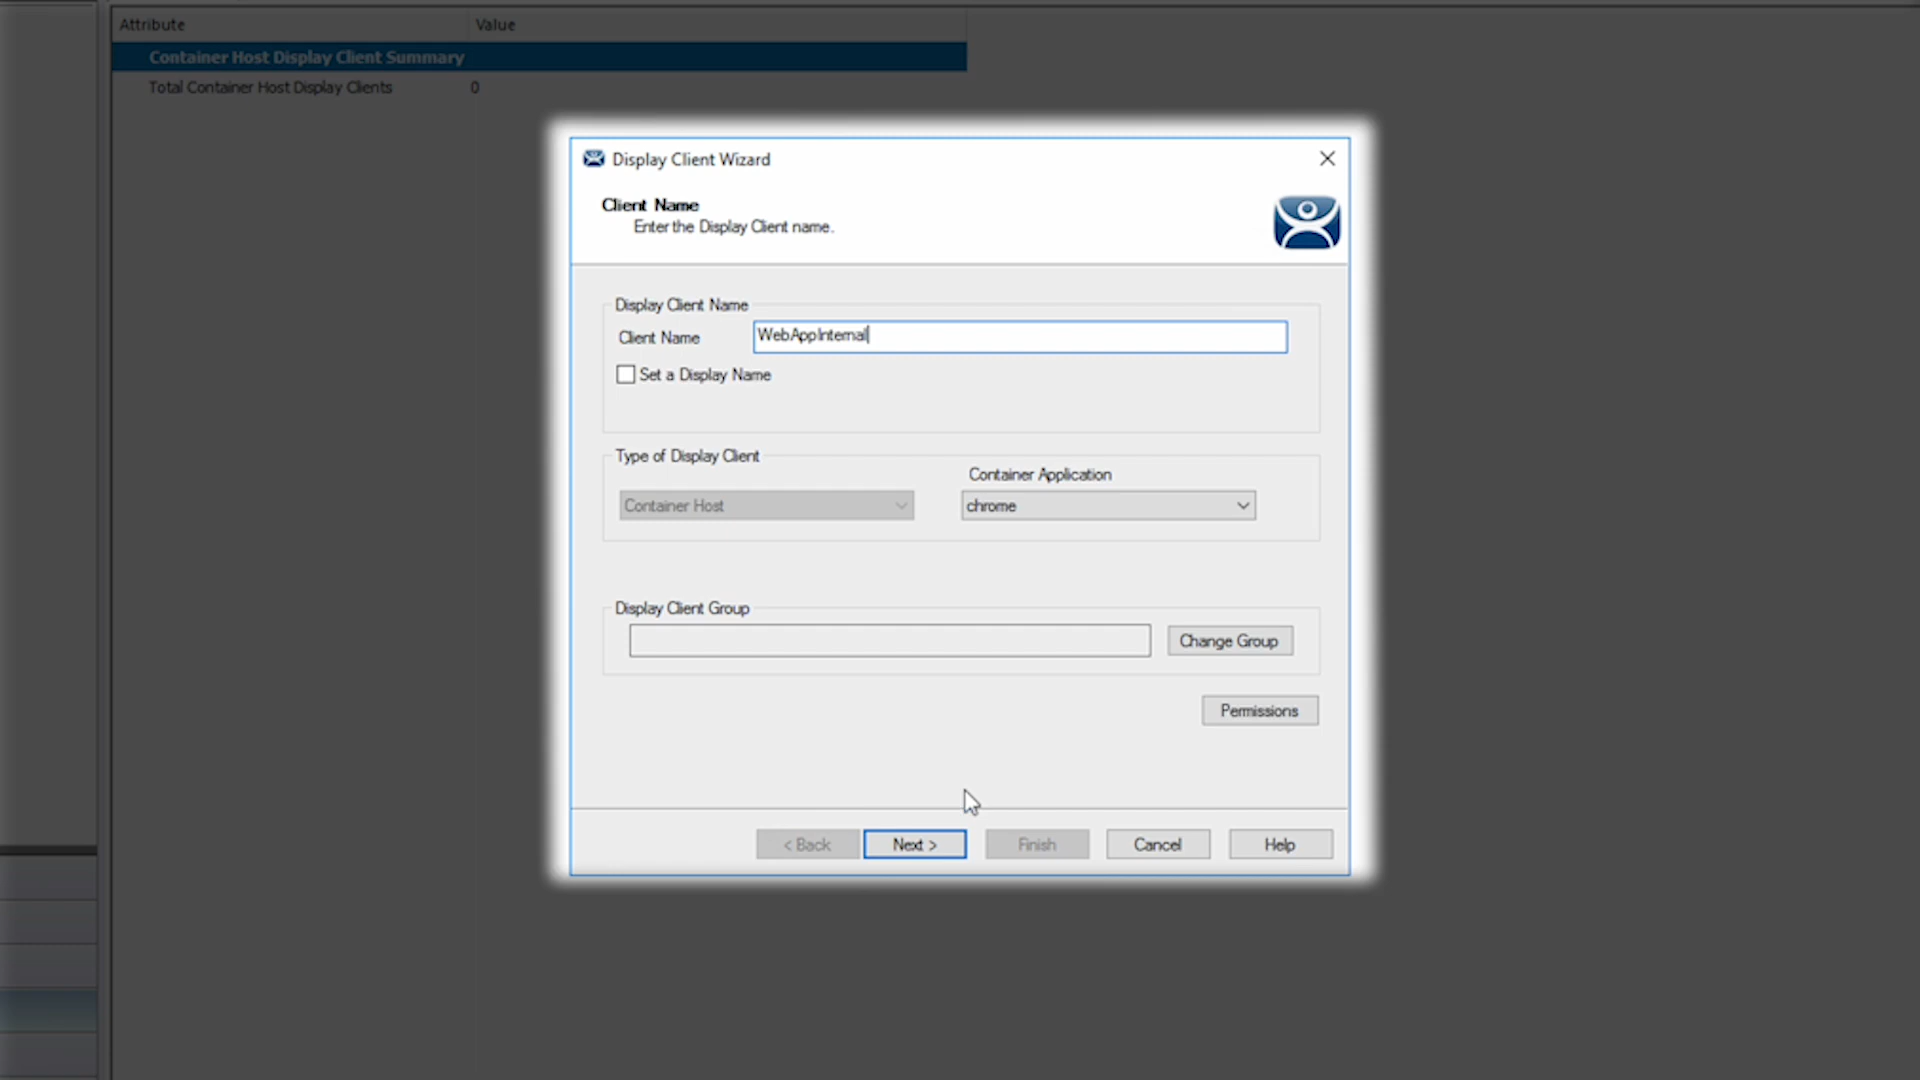 Attribute Value
Container Host Display Client Summary
Total Container Host Display Clients 0
Display Client Wizard
Client Name
Enter the Display Client name.
Display Client Name
Client Name WebAppInternal
Set a Display Name
Type of Display Client
Container Application
Container Host chrome
Display Client Group
Change Group
Permissions
< Back Next > Finish Cancel Help